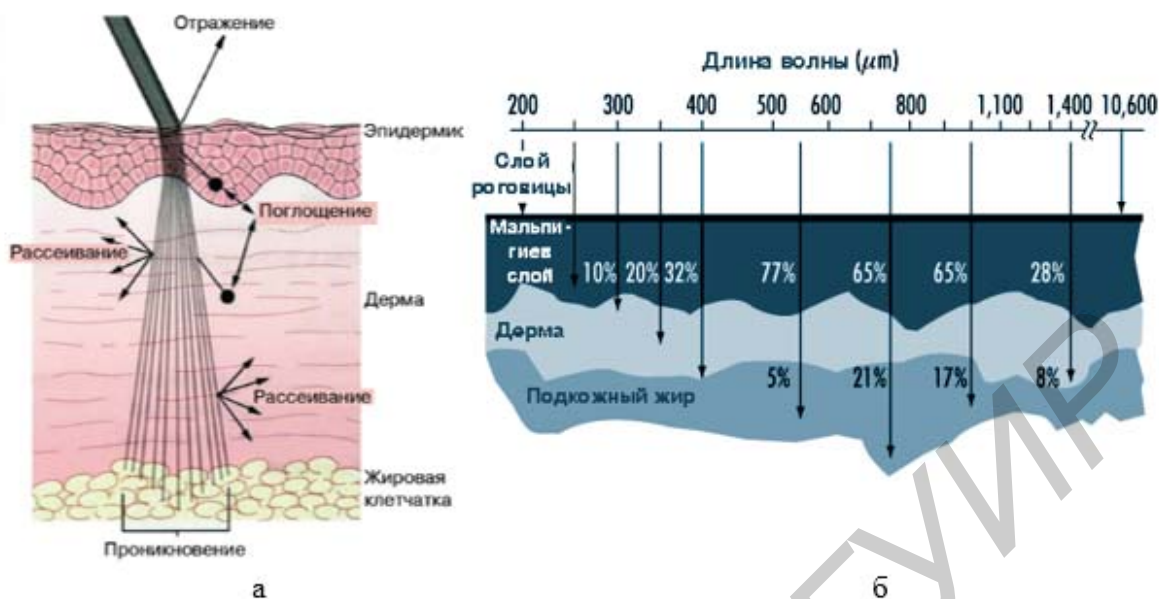 Отражение
Эпидермис
Поглощение
Рассеивание
Дерма
Рассеивание
Жировая
клетчатка
Проникновение
а
Длина волны (μm)
200 300 400 500 600 800 1,100 1,400 10,600
Слой
роговицы
Мальпи-
гиев
слой
10% 20% 32% 77% 65% 65% 28%
Дерма
5% 21% 17% 8%
Подкожный жир
б
ГУИР